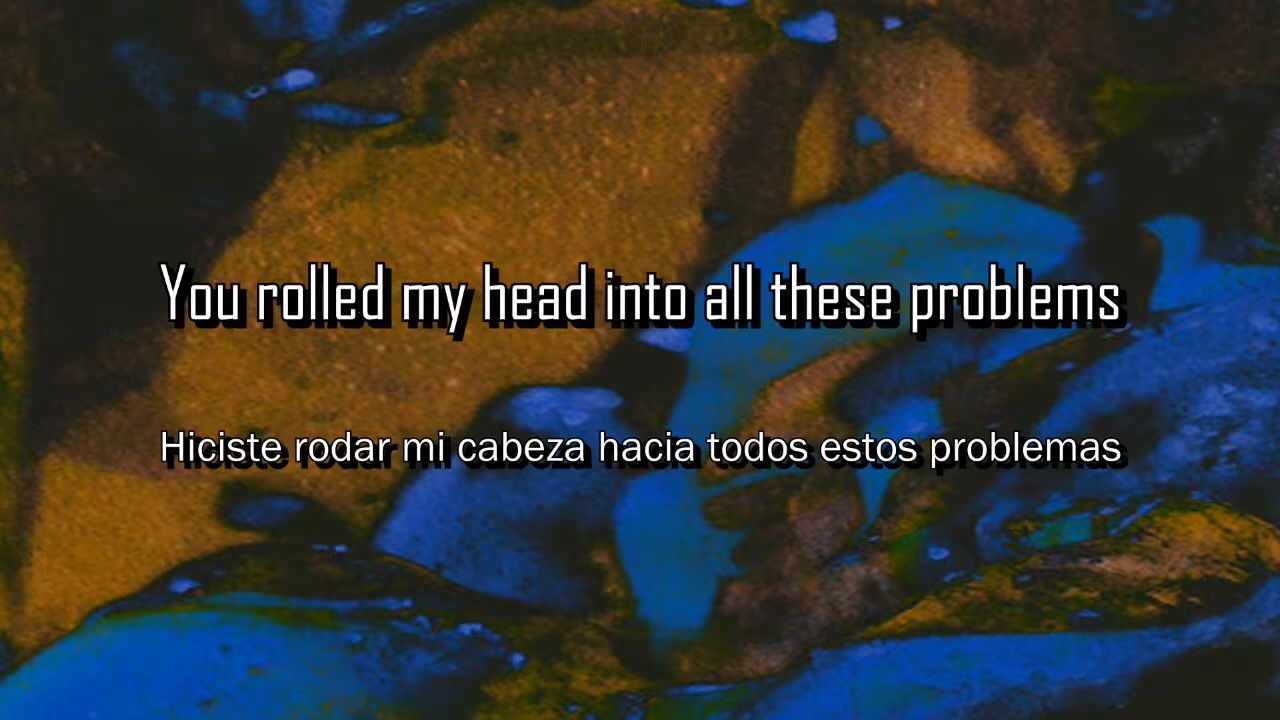 You rolled my head into all these problems
Hiciste rodar mi cabeza hacia todos estos problemas